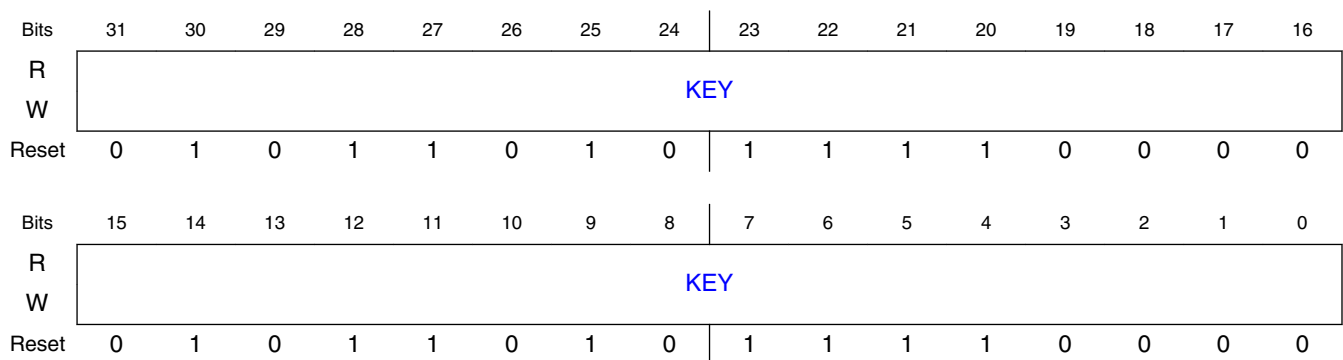 Bits 31 30 29 28 27 26 25 24 23 22 21 20 19 18 17 16
R
KEY
W
Reset 0 1 0 1 1 0 1 0 1 1 1 1 0 0 0 0
Bits 15 14 13 12 11 10 9 8 7 6 5 4 3 2 1 0
R
KEY
W
Reset 0 1 0 1 1 0 1 0 1 1 1 1 0 0 0 0